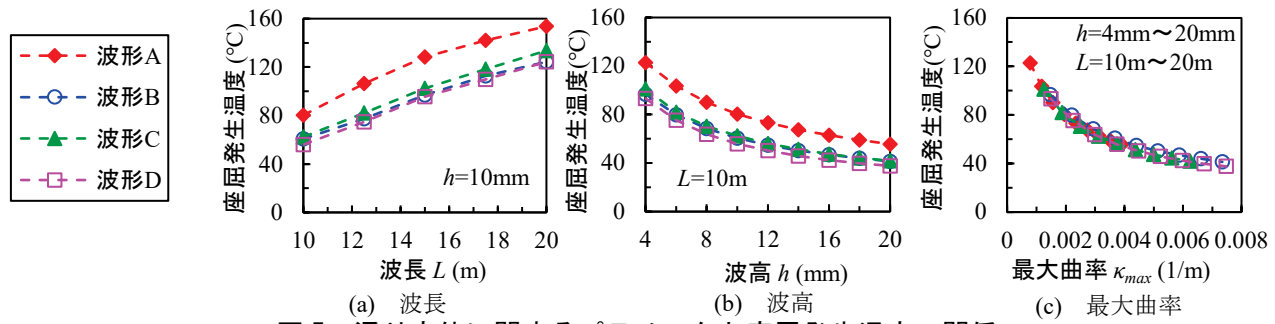 波形A
波形B
波形C
波形D
座屈発生温度(°C)
160
120
80
40
0
h=10mm
10 12 14 16 18 20
波長 L (m)
(a) 波長
座屈発生温度(°C)
160
120
80
40
0
L=10m
4 8 12 16 20
波高 h (mm)
(b) 波高
座屈発生温度(°C)
160
120
80
40
0
h=4mm～20mm
L=10m～20m
0 0.002 0.004 0.006 0.008
最大曲率 κmax (1/m)
(c) 最大曲率